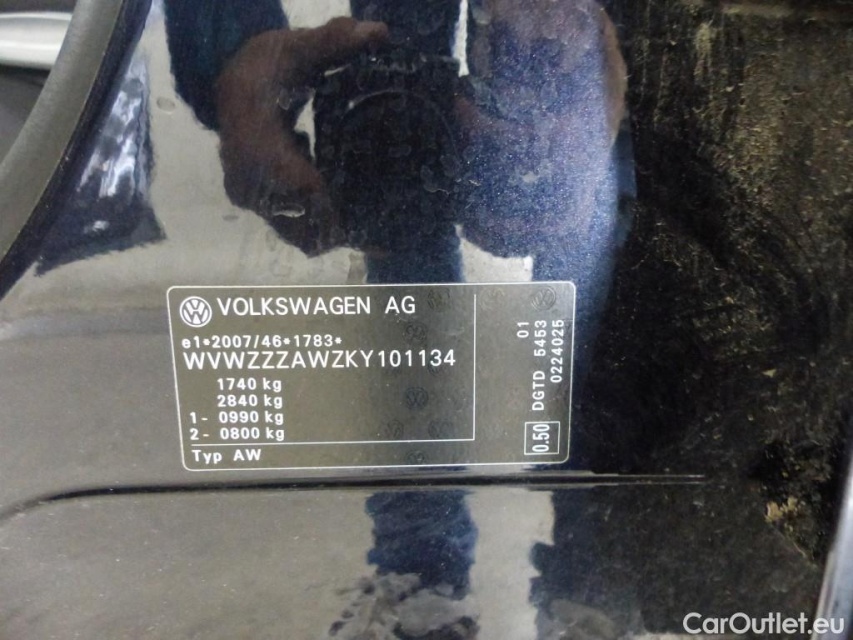 VOLKSWAGEN AG
e1*2007/46*1783*
WVWZZZAWZKY101134
1740 kg
2840 kg
1- 0990 kg
2- 0800 kg
Typ AW
01
DGTD 5453
0224025
0.50
CarOutlet.eu